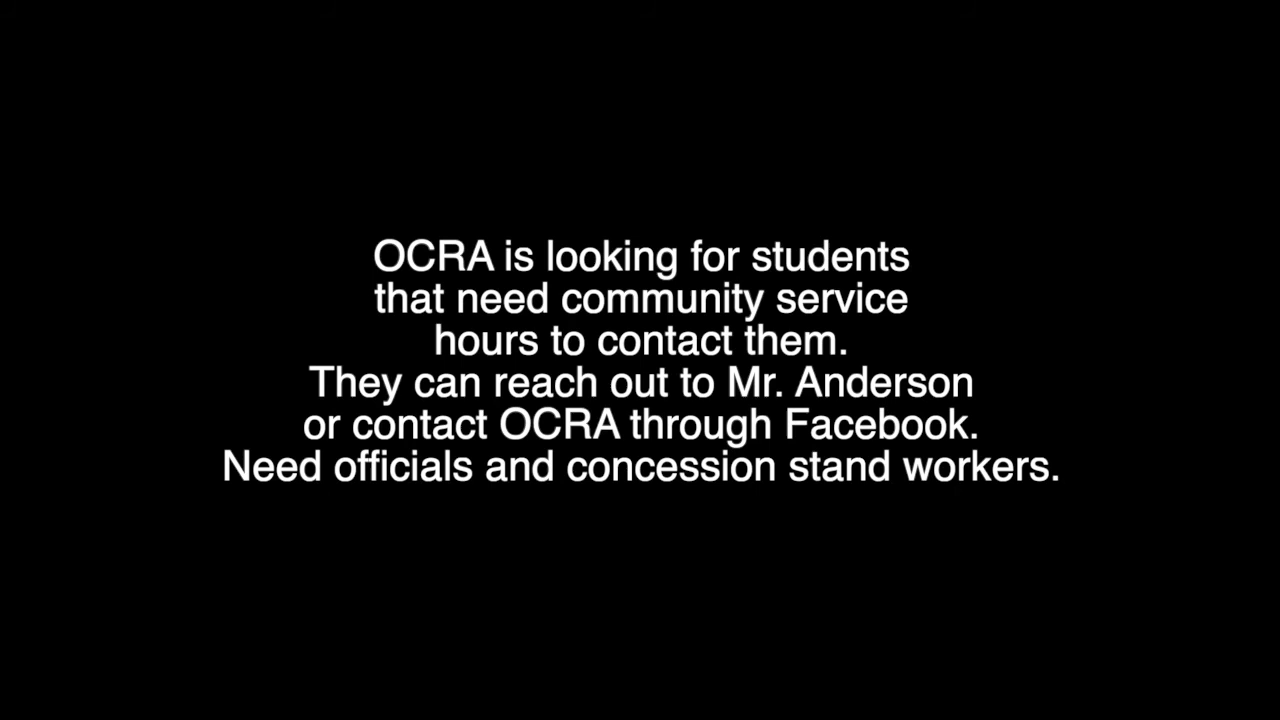 OCRA is looking for students
that need community service
hours to contact them.
They can reach out to Mr. Anderson
or contact OCRA through Facebook.
Need officials and concession stand workers.